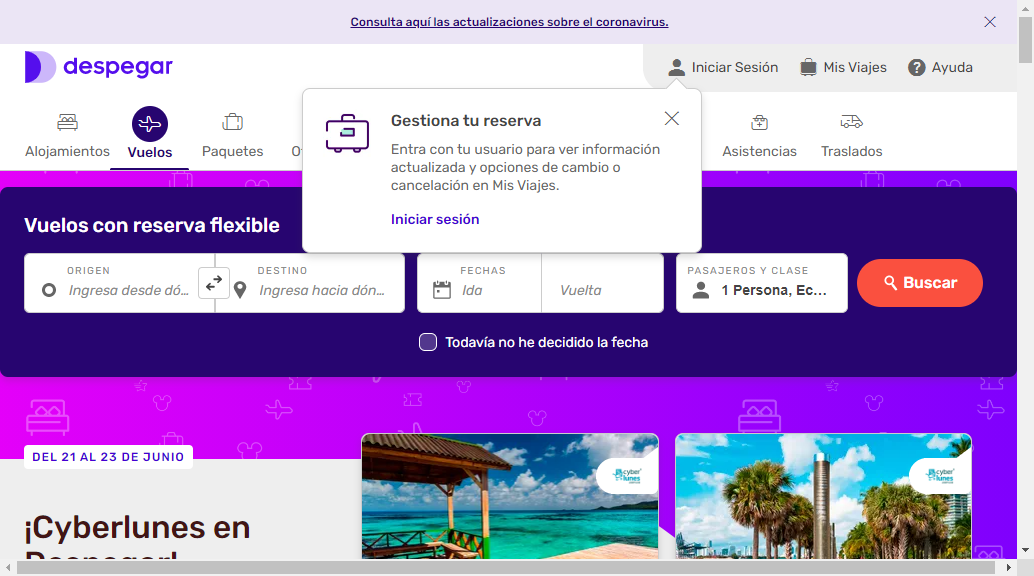 Consulta aquí las actualizaciones sobre el coronavirus.
despegar
Iniciar Sesión
Mis Viajes
Ayuda
Alojamientos
Vuelos
Paquetes
Asistencias
Traslados
Gestiona tu reserva
Entra con tu usuario para ver información
actualizada y opciones de cambio o
cancelación en Mis Viajes.
Iniciar sesión
Vuelos con reserva flexible
ORIGEN
Ingresa desde dó...
DESTINO
Ingresa hacia dón...
FECHAS
Ida
Vuelta
PASAJEROS Y CLASE
1 Persona, Ec...
Buscar
Todavía no he decidido la fecha
DEL 21 AL 23 DE JUNIO
¡Cyberlunes en
Despegar!
cyber
lunes
cyber
lunes